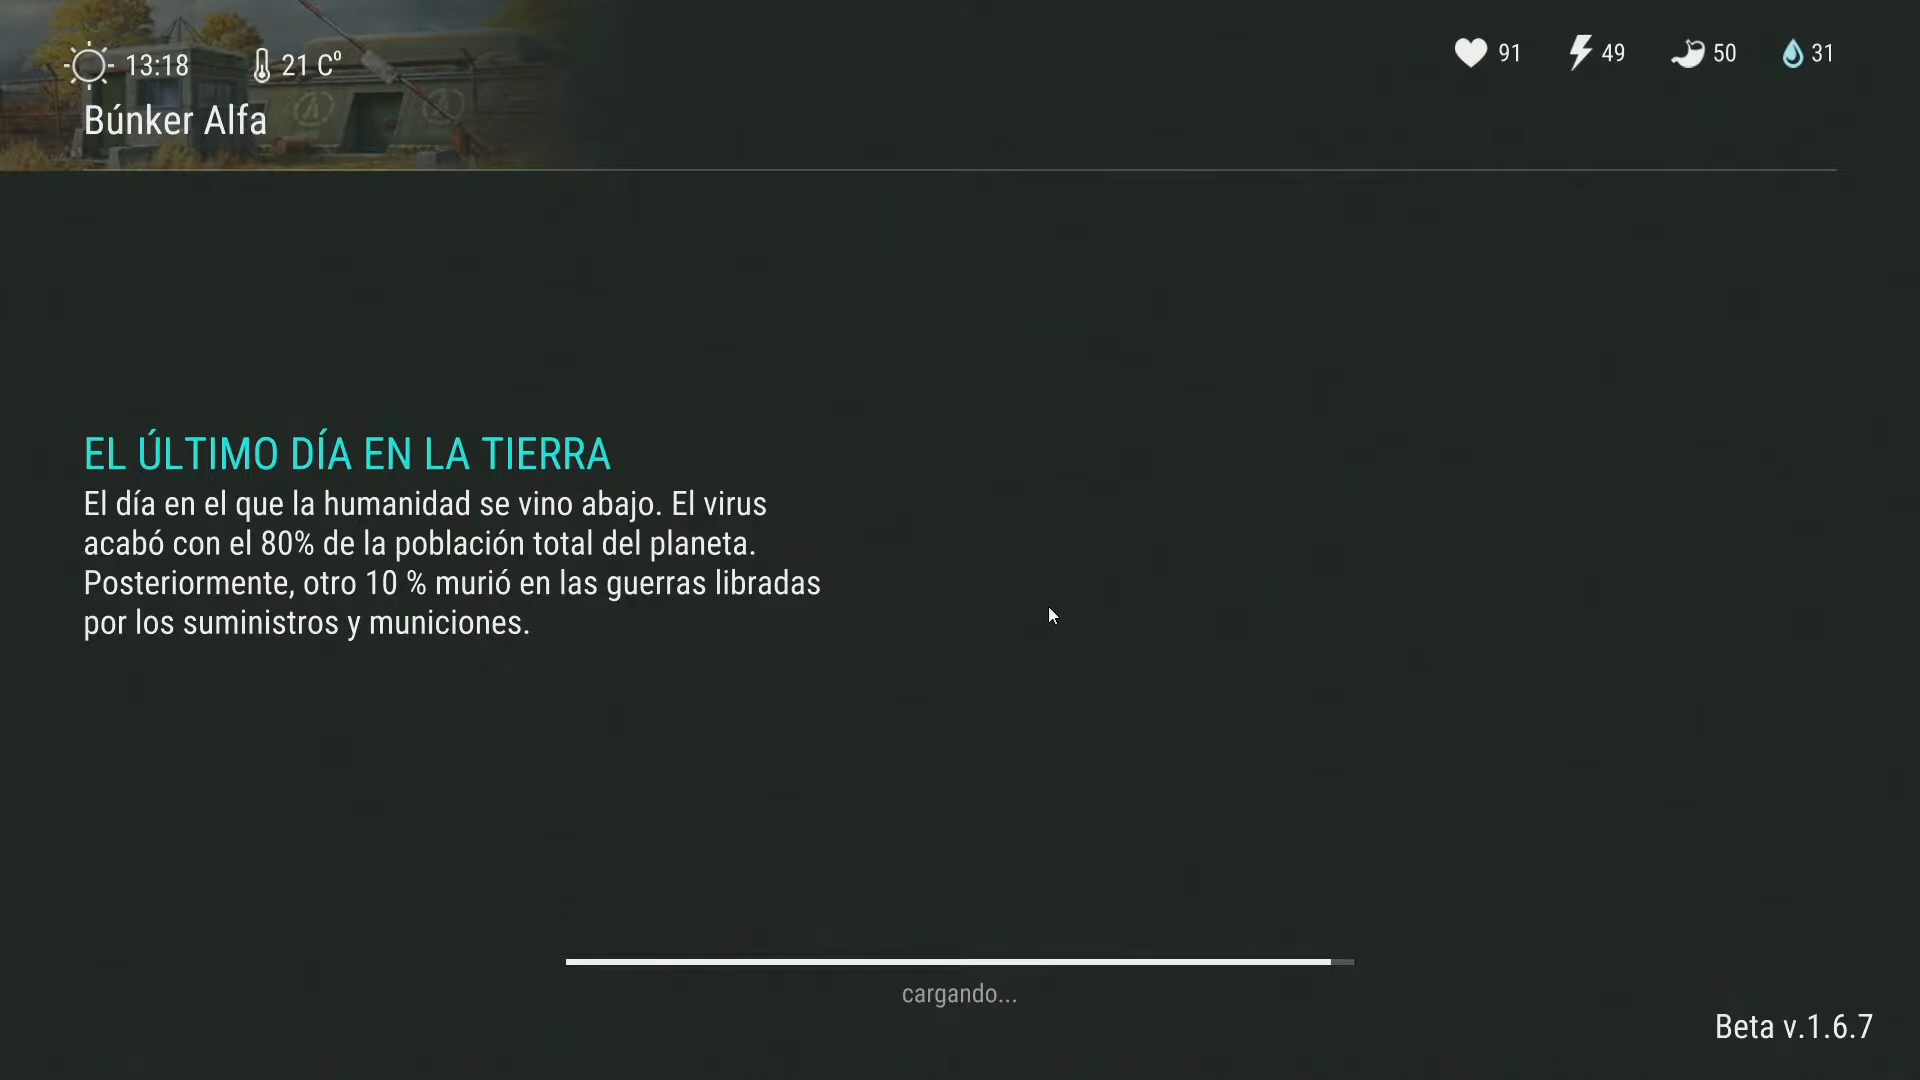 13:18 21 Cº 91 49 50 31
Búnker Alfa
EL ÚLTIMO DÍA EN LA TIERRA
El día en el que la humanidad se vino abajo. El virus
acabó con el 80% de la población total del planeta.
Posteriormente, otro 10 % murió en las guerras libradas
por los suministros y municiones.
cargando...
Beta v.1.6.7